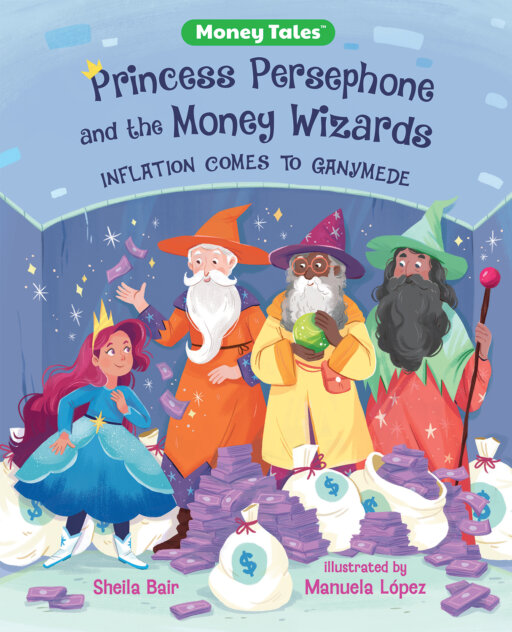 Money Tales™
Princess Persephone
and the Money Wizards
INFLATION COMES TO GANYMEDE
$
$
$
$
$
Sheila Bair
illustrated by
Manuela López